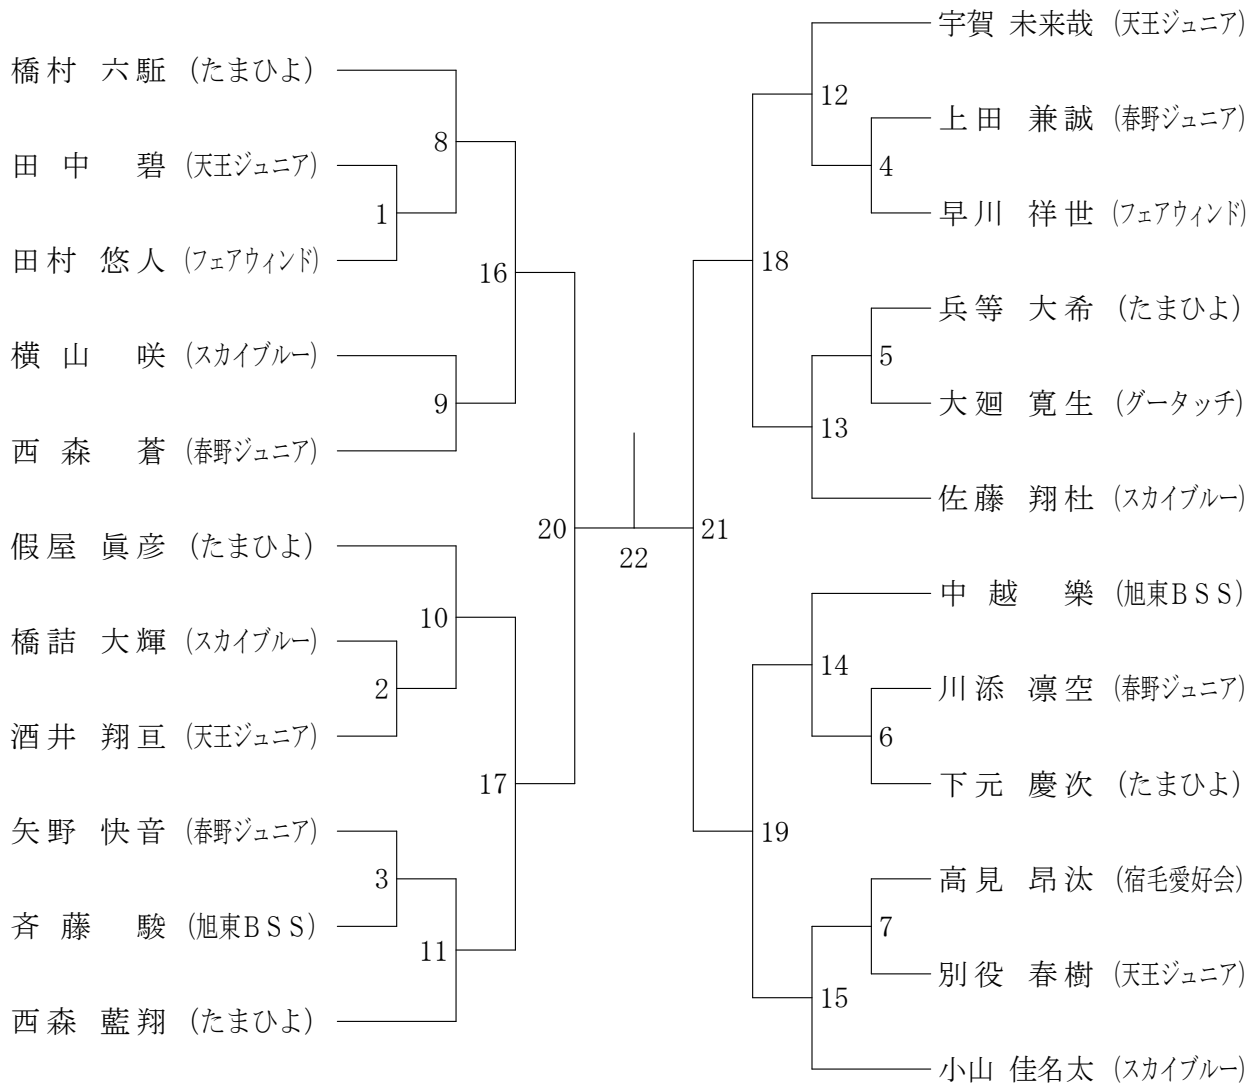 橋村 六駈 (たまひよ)
田中 碧 (天王ジュニア)
田村 悠人 (フェアウィンド)
横山 咲 (スカイブルー)
西森 蒼 (春野ジュニア)
假屋 眞彦 (たまひよ)
橋詰 大輝 (スカイブルー)
酒井 翔亘 (天王ジュニア)
矢野 快音 (春野ジュニア)
斉藤 駿 (旭東BSS)
西森 藍翔 (たまひよ)
1
2
3
8
9
10
11
16
17
20
22
21
18
19
12
13
14
15
4
5
6
7
宇賀 未来哉 (天王ジュニア)
上田 兼誠 (春野ジュニア)
早川 祥世 (フェアウィンド)
兵等 大希 (たまひよ)
大廻 寛生 (グータッチ)
佐藤 翔杜 (スカイブルー)
中越 樂 (旭東BSS)
川添 凛空 (春野ジュニア)
下元 慶次 (たまひよ)
高見 昂汰 (宿毛愛好会)
別役 春樹 (天王ジュニア)
小山 佳名太 (スカイブルー)